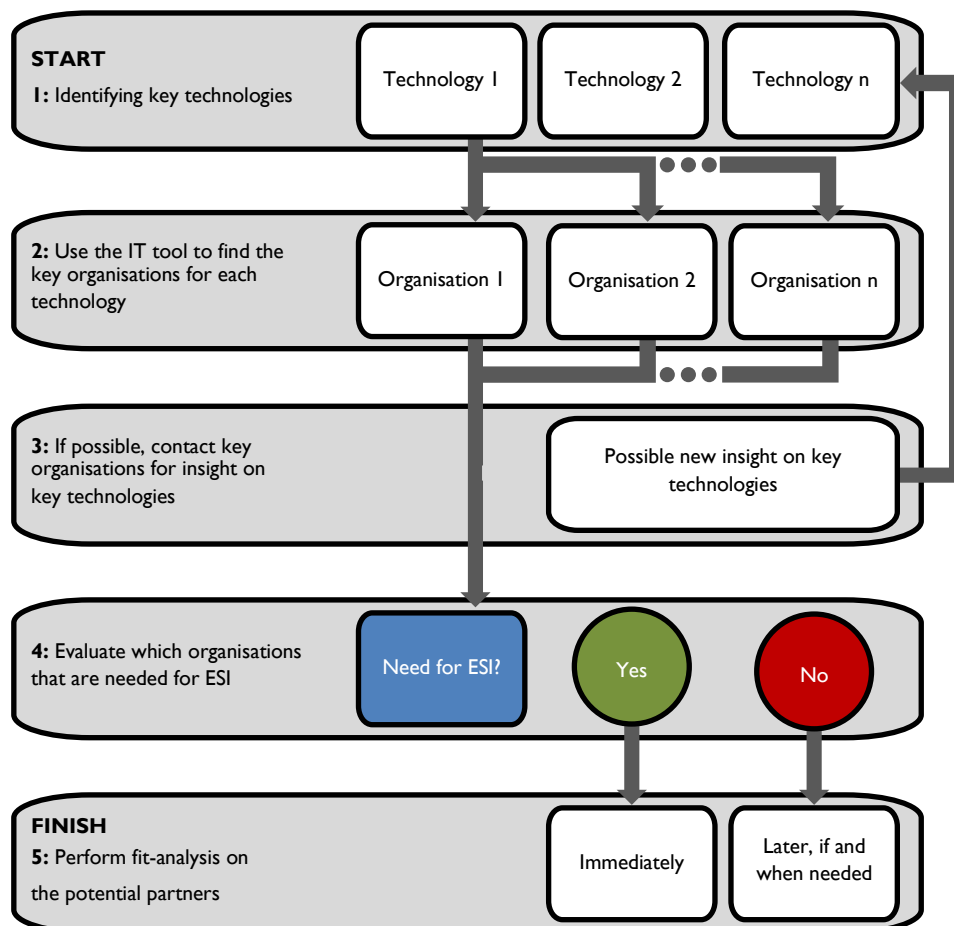 START
1: Identifying key technologies
Technology 1
Technology 2
Technology n
2: Use the IT tool to find the
key organisations for each
technology
Organisation 1
Organisation 2
Organisation n
3: If possible, contact key
organisations for insight on
key technologies
Possible new insight on key
technologies
4: Evaluate which organisations
that are needed for ESI
Need for ESI?
Yes
No
FINISH
5: Perform fit-analysis on
the potential partners
Immediately
Later, if and
when needed